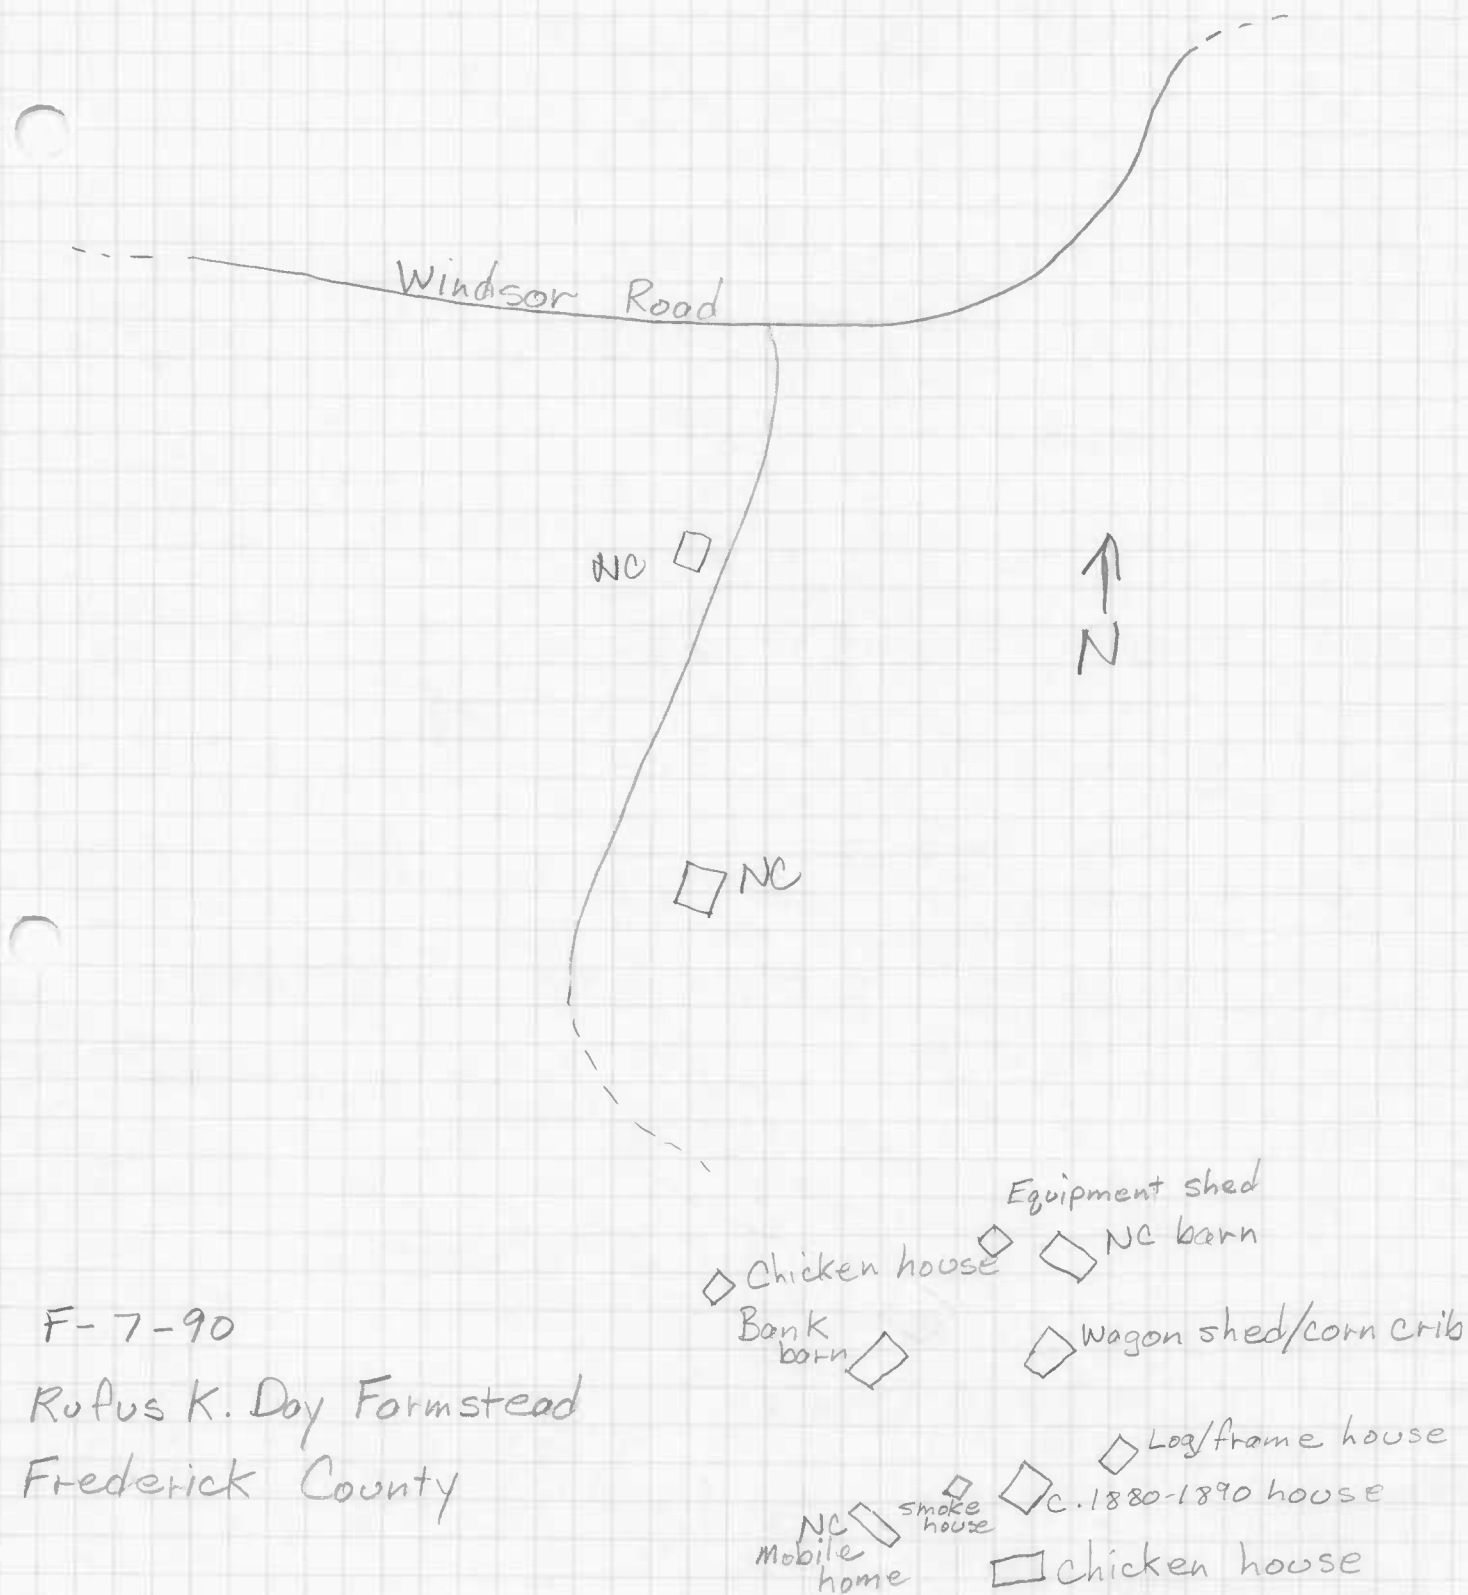 Windsor Road
NC
N
NC
Equipment shed
NC barn
Chicken house
Bank
barn
Wagon shed/corn crib
F-7-90
Rufus K. Day Farmstead
Frederick County
Log/frame house
c.1880-1890 house
smoke
house
NC
mobile
home
chicken house